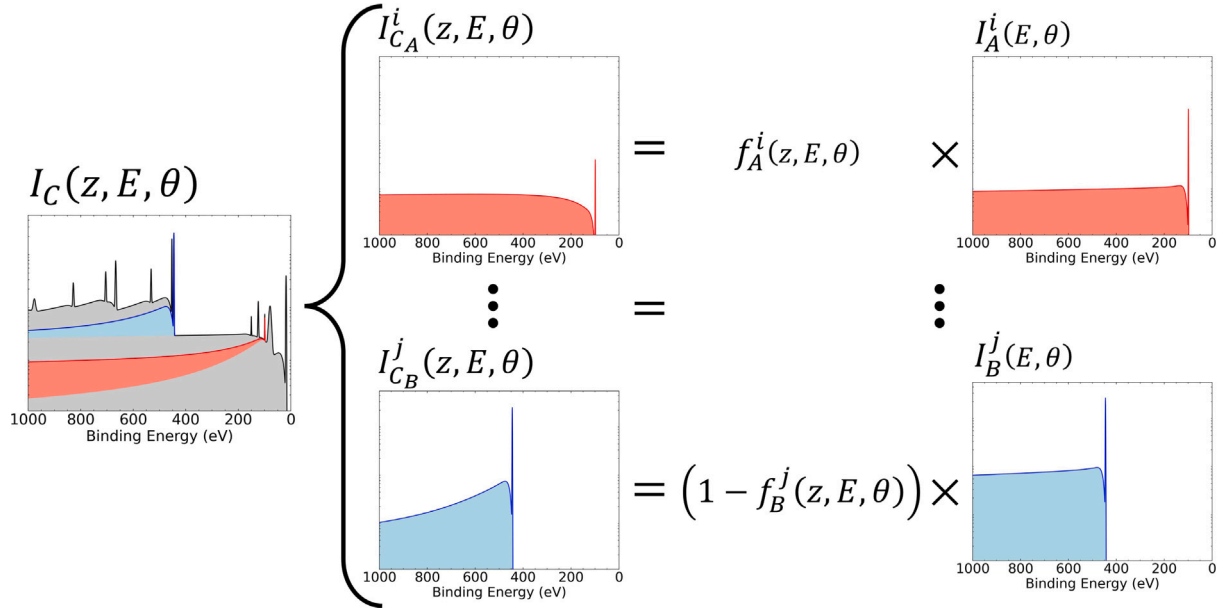 I_C(z, E, θ)
1000 800 600 400 200 0
Binding Energy (eV)
I^i_{C_A}(z, E, θ)
1000 800 600 400 200 0
Binding Energy (eV)
= f^i_A(z, E, θ) ×
I^i_A(E, θ)
1000 800 600 400 200 0
Binding Energy (eV)
⋮ = ⋮
I^j_{C_B}(z, E, θ)
1000 800 600 400 200 0
Binding Energy (eV)
= (1 − f^j_B(z, E, θ)) ×
I^j_B(E, θ)
1000 800 600 400 200 0
Binding Energy (eV)